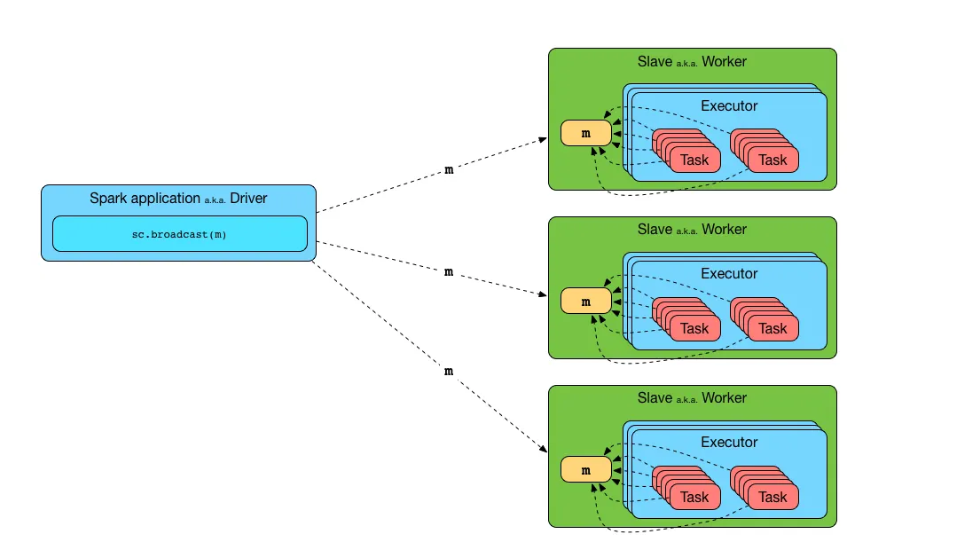 Spark application a.k.a. Driver
sc.broadcast(m)
m
m
m
Slave a.k.a. Worker
Executor
m
Task
Task
Slave a.k.a. Worker
Executor
m
Task
Task
Slave a.k.a. Worker
Executor
m
Task
Task